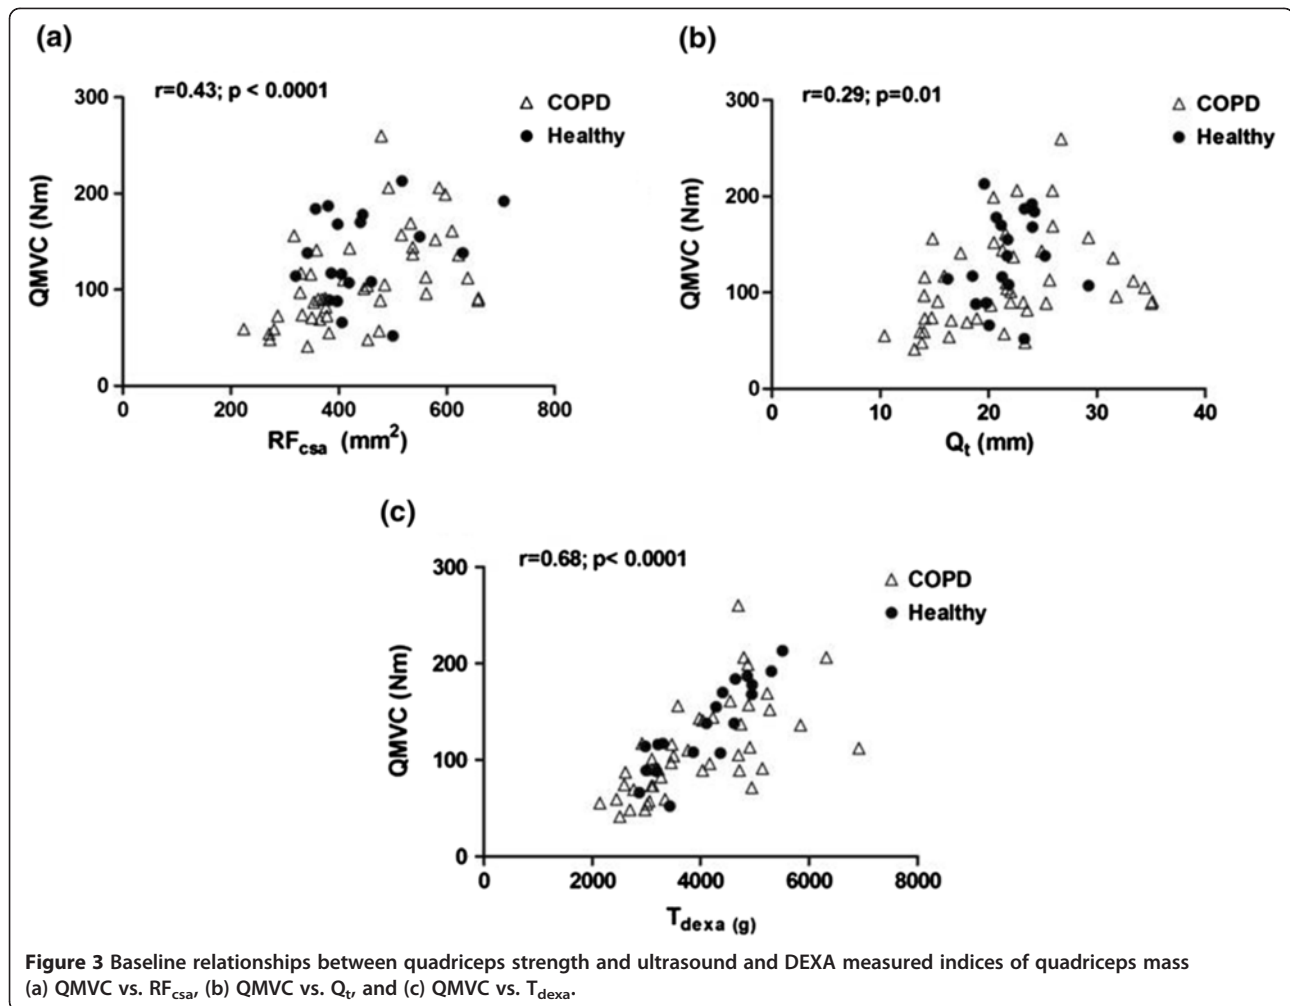 (a)
r=0.43; p < 0.0001
COPD
Healthy
300
200
100
0
QMVC (Nm)
0 200 400 600 800
RFcsa (mm²)
(b)
r=0.29; p=0.01
COPD
Healthy
300
200
100
0
QMVC (Nm)
0 10 20 30 40
Qt (mm)
(c)
r=0.68; p< 0.0001
COPD
Healthy
300
200
100
0
QMVC (Nm)
0 2000 4000 6000 8000
Tdexa (g)
Figure 3 Baseline relationships between quadriceps strength and ultrasound and DEXA measured indices of quadriceps mass
(a) QMVC vs. RFcsa, (b) QMVC vs. Qt, and (c) QMVC vs. Tdexa.